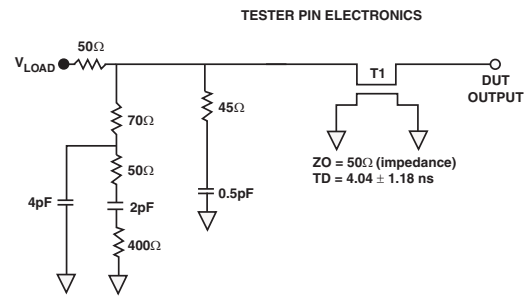 TESTER PIN ELECTRONICS
50Ω
VLOAD
T1
DUT
OUTPUT
70Ω
45Ω
50Ω
4pF
2pF
0.5pF
400Ω
ZO = 50Ω (impedance)
TD = 4.04 ± 1.18 ns